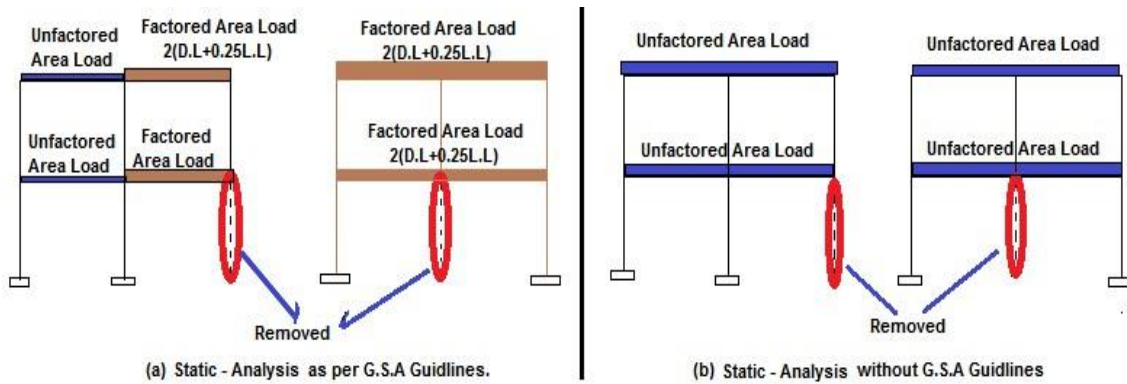 Unfactored
Area Load
Factored Area Load
2(D.L+0.25L.L)
Unfactored
Area Load
Factored
Area Load
Factored Area Load
2(D.L+0.25L.L)
Factored Area Load
2(D.L+0.25L.L)
Removed
(a) Static - Analysis as per G.S.A Guidlines.
Unfactored Area Load
Unfactored Area Load
Unfactored Area Load
Unfactored Area Load
Removed
(b) Static - Analysis without G.S.A Guidlines